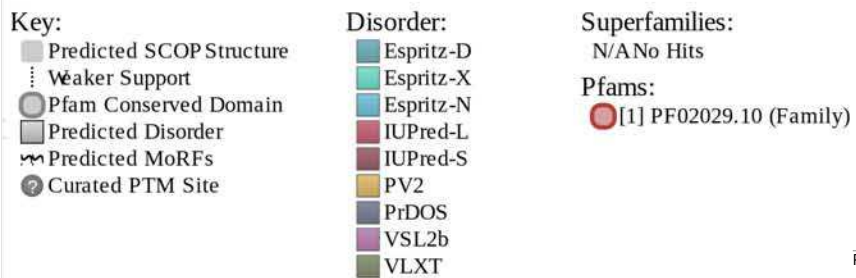 Key:
Predicted SCOP Structure
Weaker Support
Pfam Conserved Domain
Predicted Disorder
Predicted MoRFs
? Curated PTM Site
Disorder:
Espritz-D
Espritz-X
Espritz-N
IUPred-L
IUPred-S
PV2
PrDOS
VSL2b
VLXT
Superfamilies:
N/A No Hits
Pfams:
[1] PF02029.10 (Family)